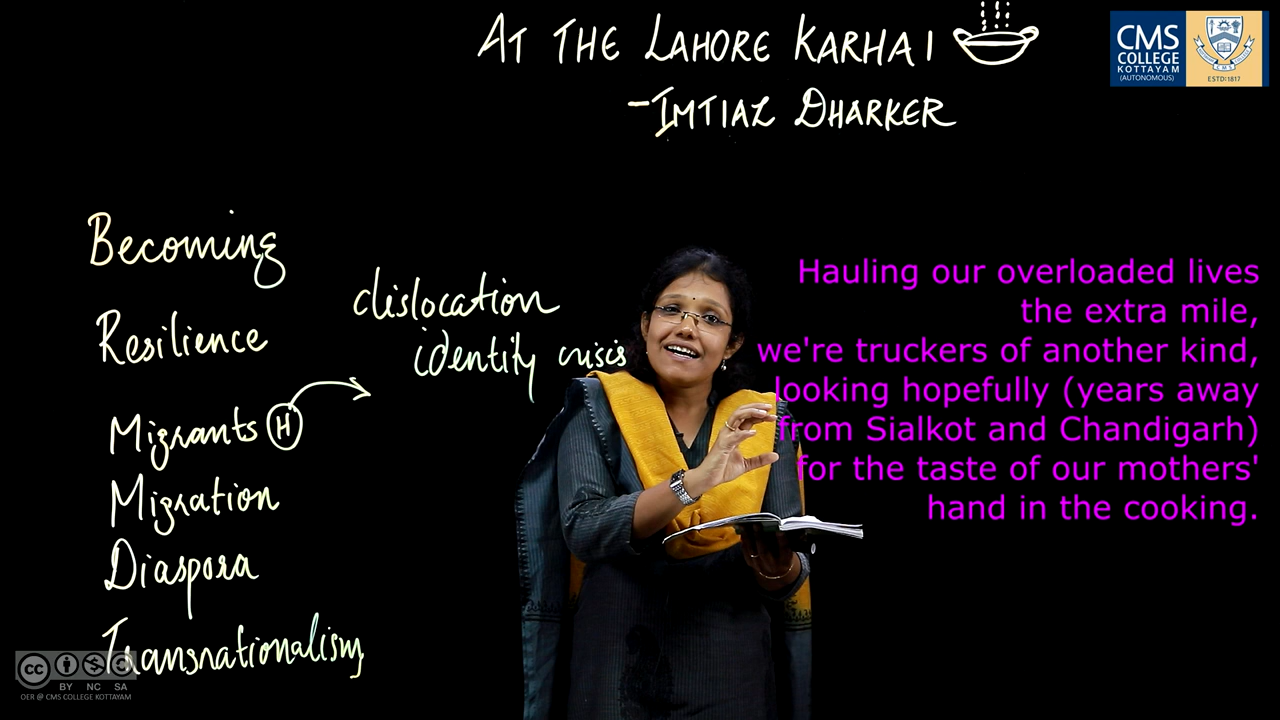 AT THE LAHORE KARHAI
-IMTIAZ DHARKER
CMS
COLLEGE
KOTTAYAM
(AUTONOMOUS)
ESTD:1817
Becoming
Resilience
Migrants H
Migration
Diaspora
Transnationalism
dislocation
identity crisis
Hauling our overloaded lives
the extra mile,
we're truckers of another kind,
looking hopefully (years away
from Sialkot and Chandigarh)
for the taste of our mothers'
hand in the cooking.
cc
BY NC SA
OER @ CMS COLLEGE KOTTAYAM